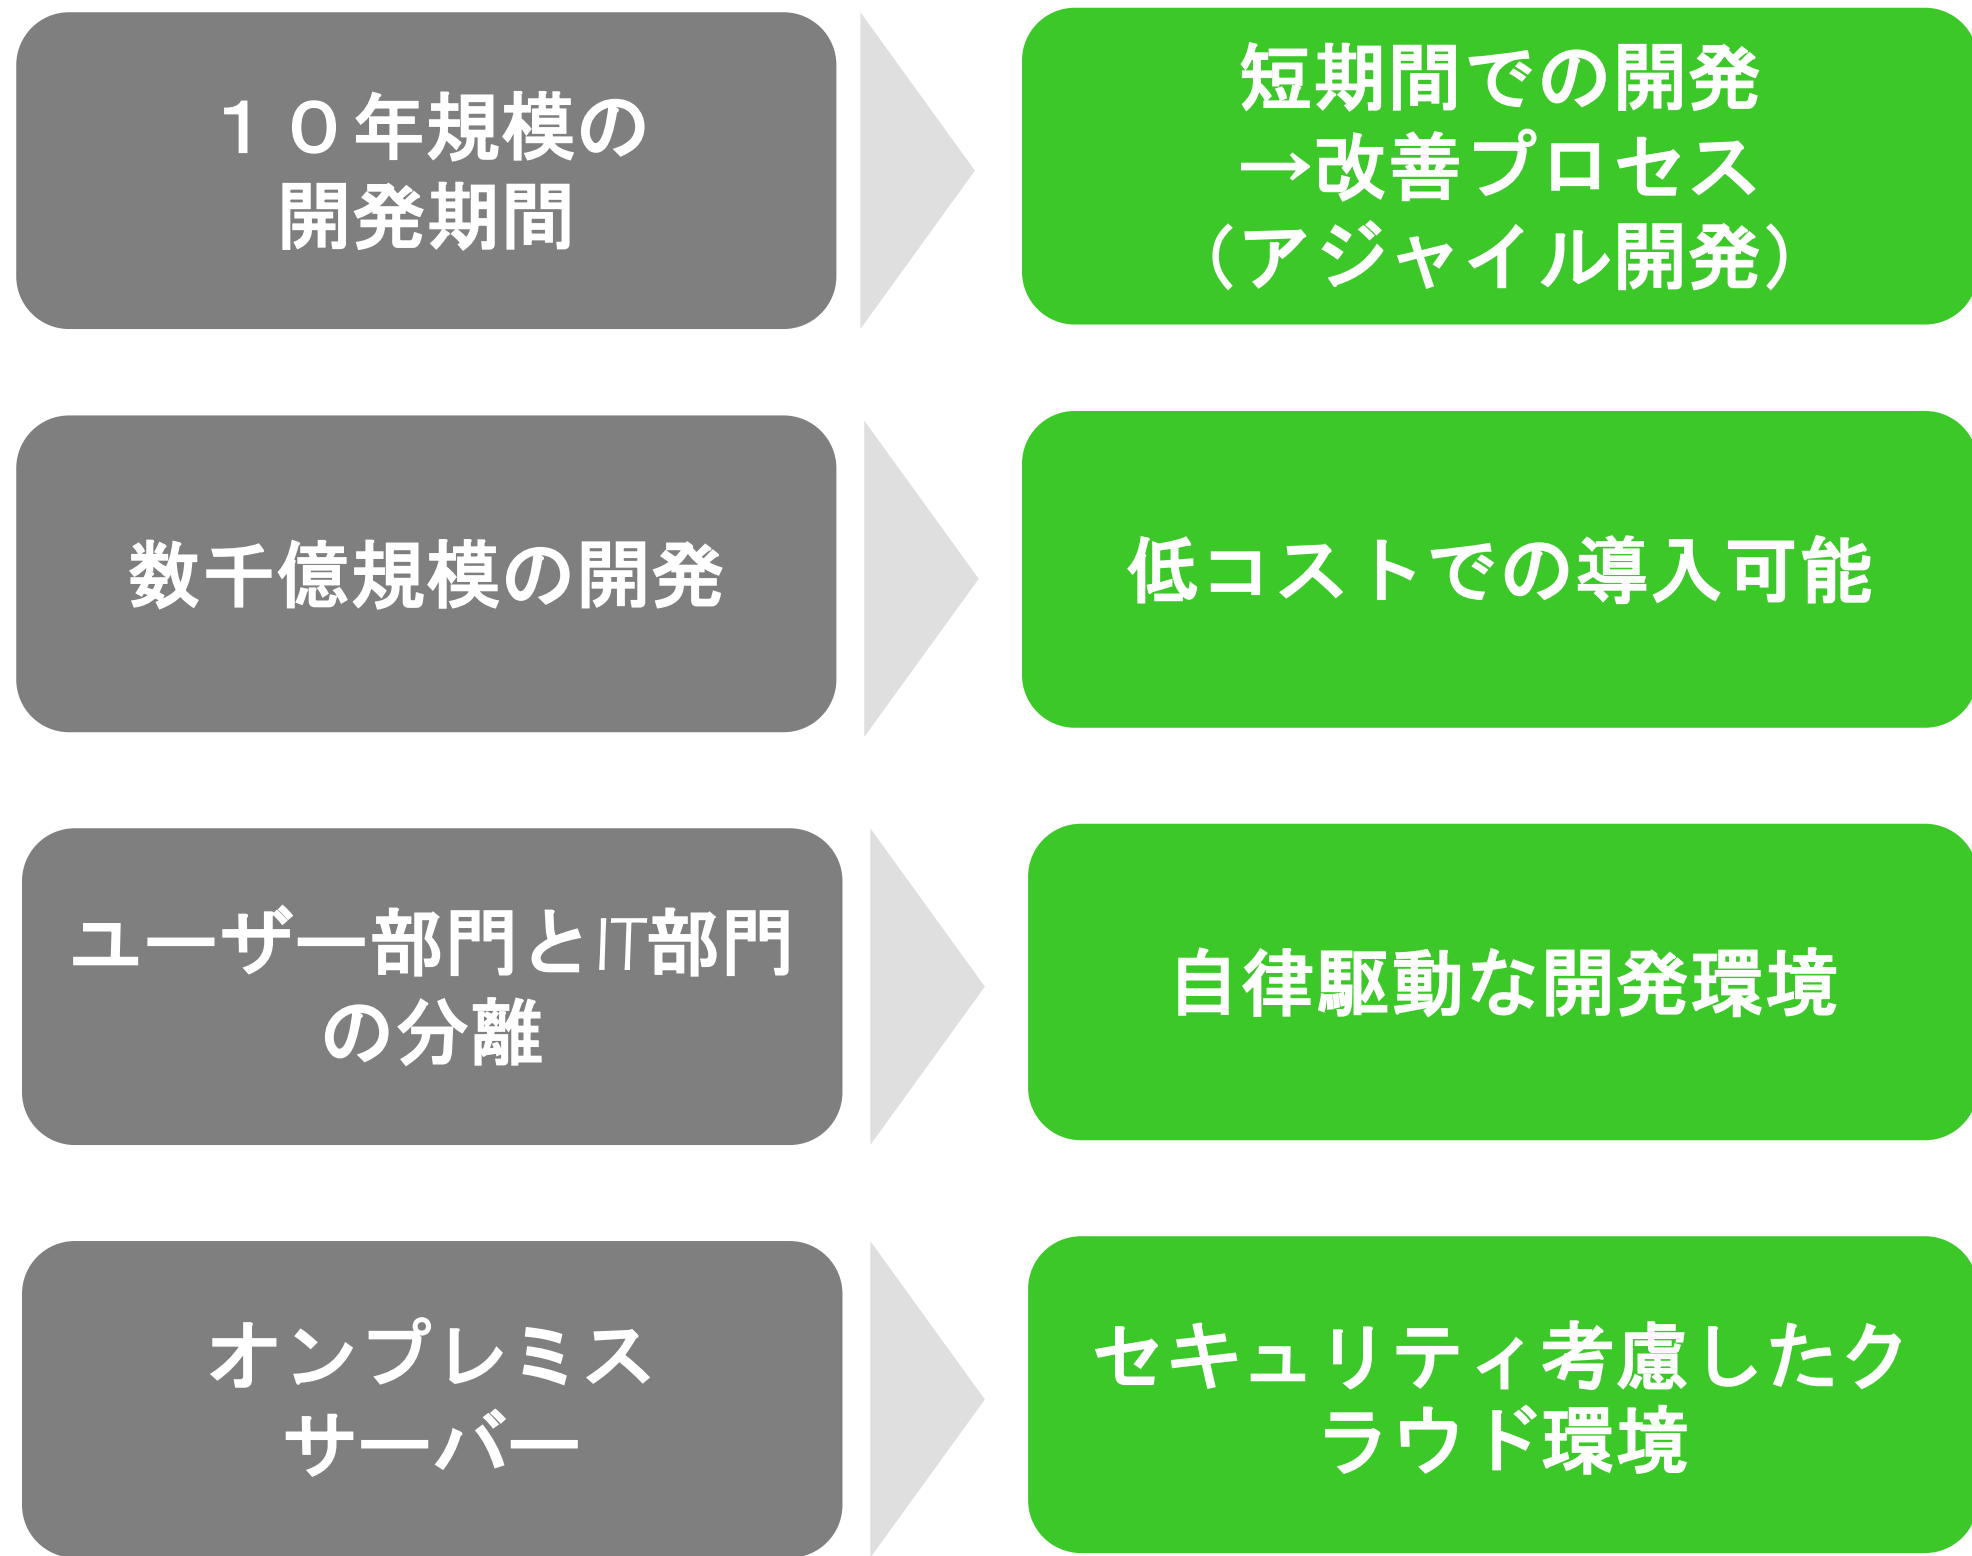 １０年規模の
開発期間
短期間での開発
→改善プロセス
（アジャイル開発）
数千億規模の開発
低コストでの導入可能
ユーザー部門とIT部門
の分離
自律駆動な開発環境
オンプレミス
サーバー
セキュリティ考慮したク
ラウド環境